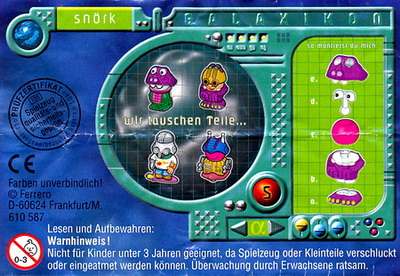 snörk
GALAXIKON
so montierst du mich:
PRÜFZERTIFIKAT
Spielzeug
wir tauschen Teile...
e.
d.
c.
b.
a.
S
α
CE
Farben unverbindlich!
© Ferrero
D-60624 Frankfurt/M.
610 587
0-3
Lesen und Aufbewahren:
Warnhinweis!
Nicht für Kinder unter 3 Jahren geeignet, da Spielzeug oder Kleinteile verschluckt
oder eingeatmet werden können. Überwachung durch Erwachsene ratsam.